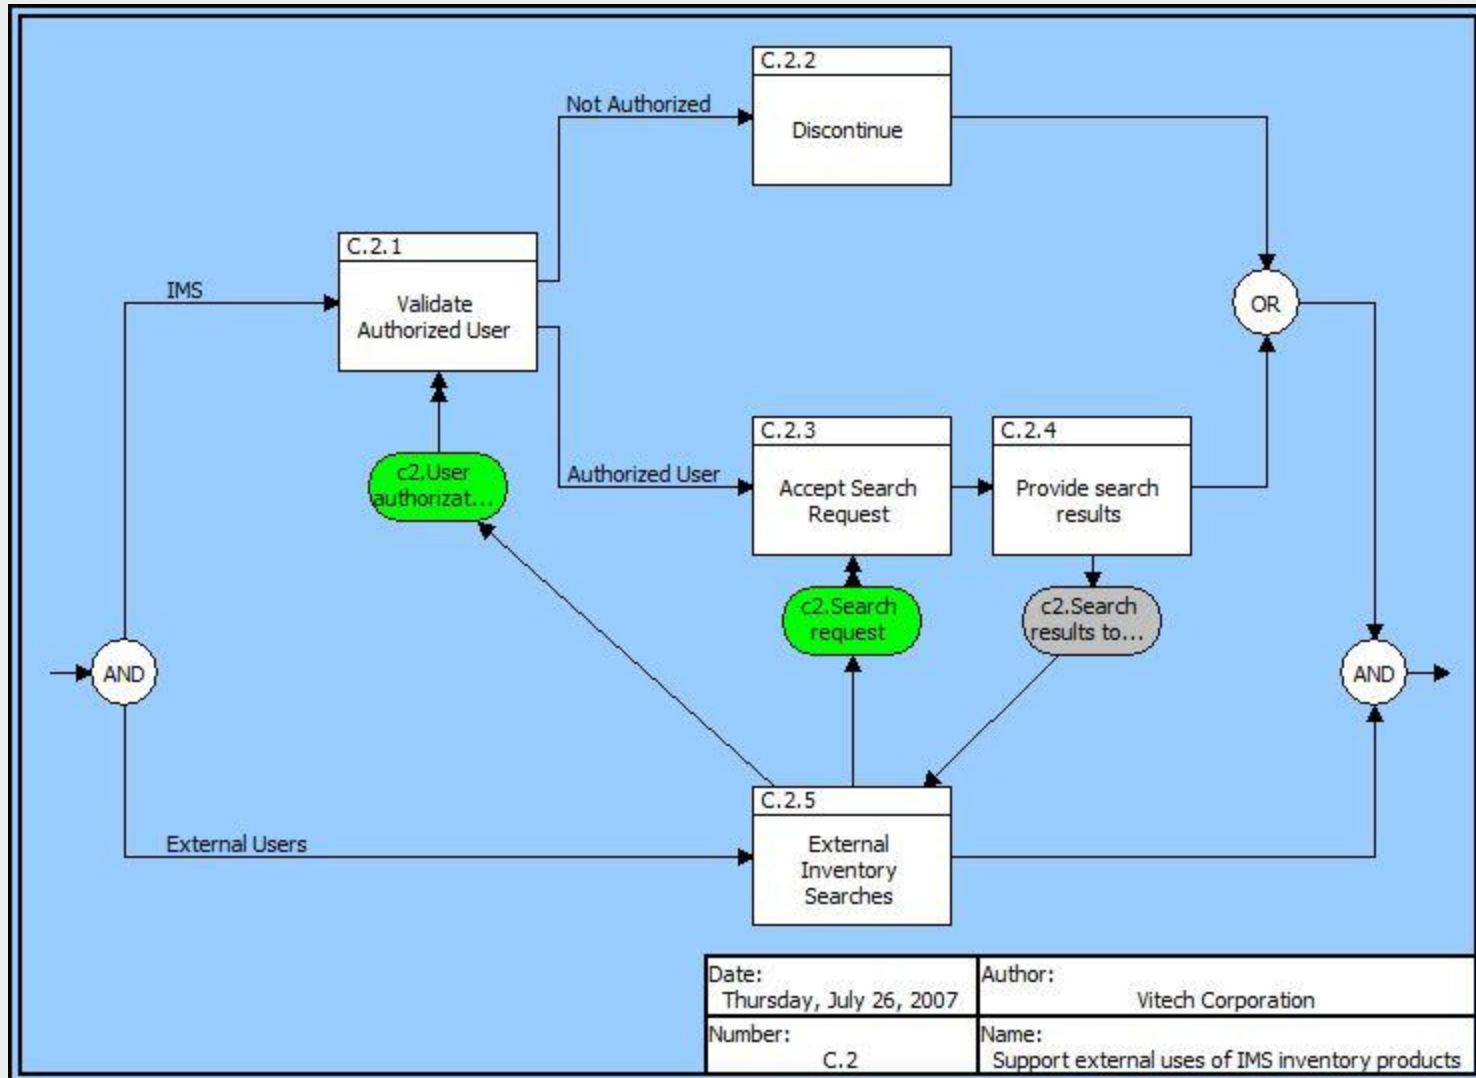 C.2.2
Discontinue
Not Authorized
C.2.1
Validate
Authorized User
IMS
OR
C.2.3
Accept Search
Request
C.2.4
Provide search
results
c2.User
authorizat...
Authorized User
c2.Search
request
c2.Search
results to...
AND
AND
C.2.5
External
Inventory
Searches
External Users
Date:
Thursday, July 26, 2007
Author:
Vitech Corporation
Number:
C.2
Name:
Support external uses of IMS inventory products